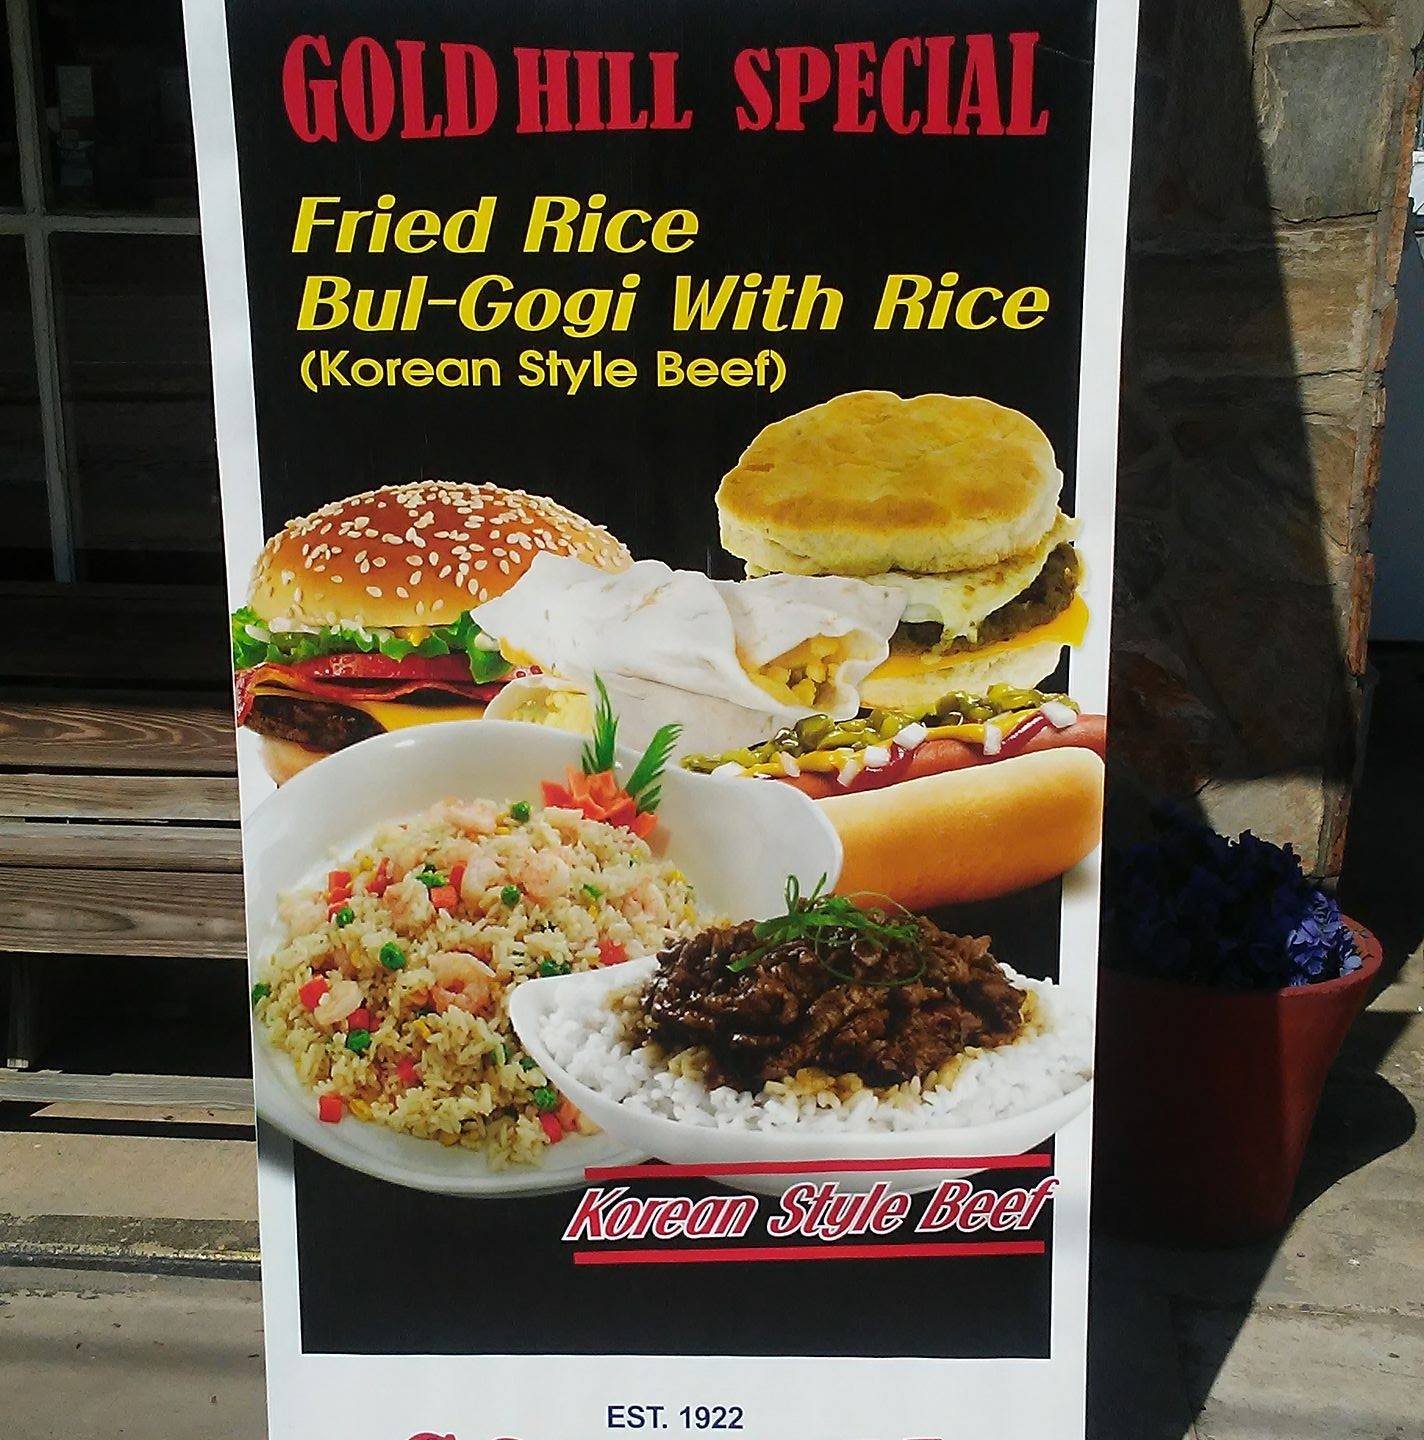 GOLD HILL SPECIAL
Fried Rice
Bul-Gogi With Rice
(Korean Style Beef)
Korean Style Beef
EST. 1922